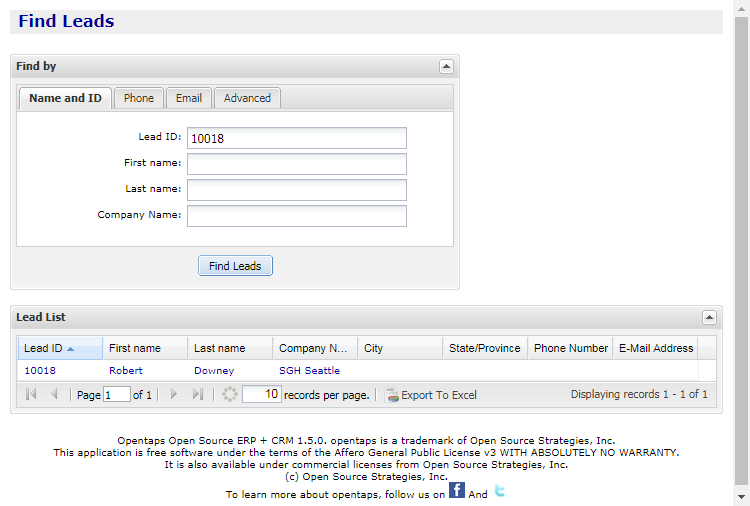 Find Leads
Find by
Name and ID Phone Email Advanced
Lead ID: 10018
First name:
Last name:
Company Name:
Find Leads
Lead List
Lead ID First name Last name Company N... City State/Province Phone Number E-Mail Address
10018 Robert Downey SGH Seattle
Page 1 of 1 10 records per page. Export To Excel Displaying records 1 - 1 of 1
Opentaps Open Source ERP + CRM 1.5.0. opentaps is a trademark of Open Source Strategies, Inc.
This application is free software under the terms of the Affero General Public License v3 WITH ABSOLUTELY NO WARRANTY.
It is also available under commercial licenses from Open Source Strategies, Inc.
(c) Open Source Strategies, Inc.
To learn more about opentaps, follow us on f And t